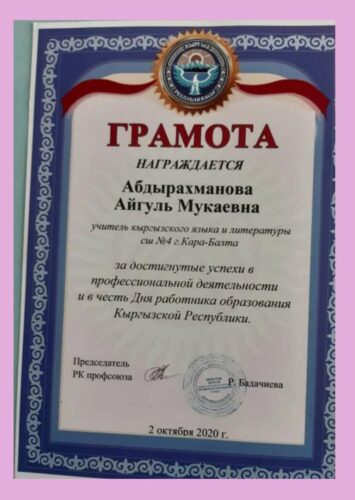 ГРАМОТА
НАГРАЖДАЕТСЯ
Абдырахманова
Айгуль Мукаевна
учитель кыргызского языка и литературы
сш №4 г.Кара-Балта
за достигнутые успехи в
профессиональной деятельности
и в честь Дня работника образования
Кыргызской Республики.
Председатель
РК профсоюза
Р. Бадачиева
2 октября 2020 г.